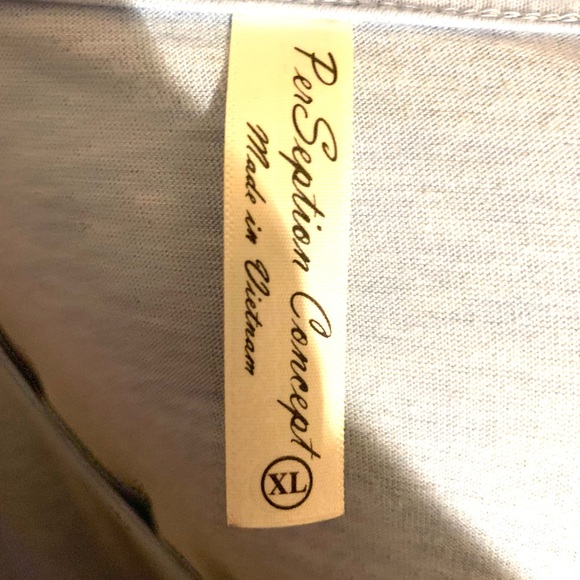 PerSeption Concept
Made in Vietnam
XL